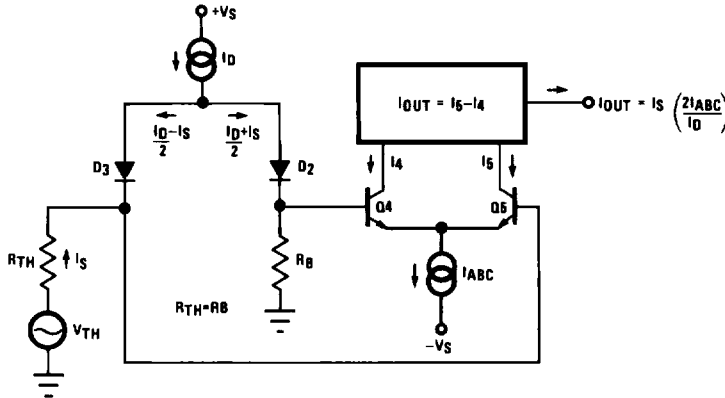 +VS
ID
ID/2 - IS
ID/2 + IS
D3
D2
IOUT = I5-I4
IOUT = IS (2IABC/ID)
I4
I5
Q4
Q5
RTH
IS
RB
RTH=RB
IABC
VTH
-VS